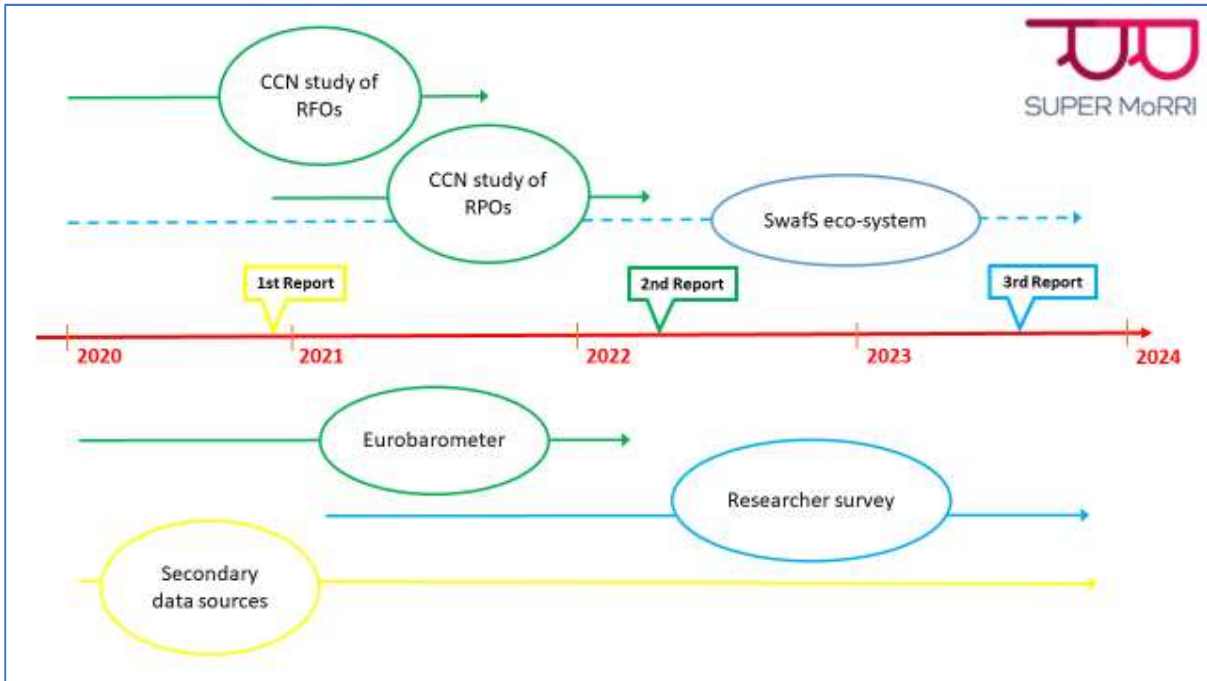 SUPER MoRRI
CCN study of
RFOs
CCN study of
RPOs
SwafS eco-system
1st Report
2nd Report
3rd Report
2020
2021
2022
2023
2024
Eurobarometer
Researcher survey
Secondary
data sources